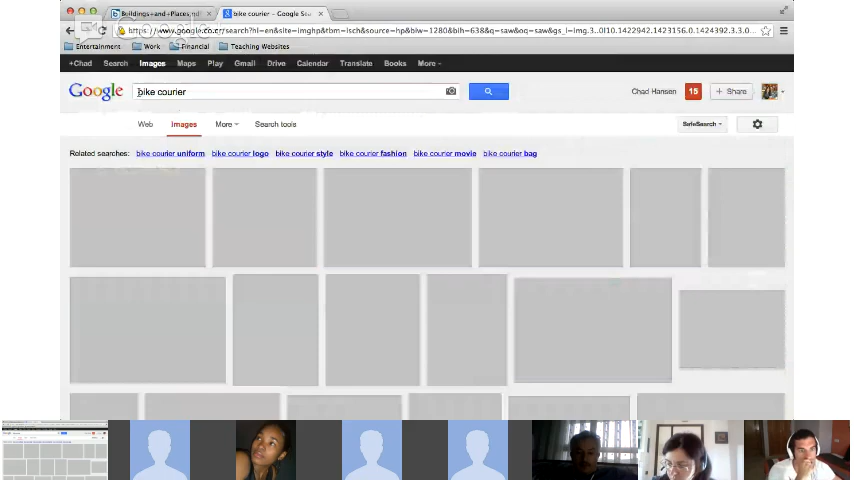 Buildings+and+Places.pdf
bike courier - Google Sea
https://www.google.co.cr/search?hl=en&site=imghp&tbm=isch&source=hp&biw=1280&bih=638&q=saw&oq=saw&gs_l=img.3..0l10.1422942.1423156.0.1424392.3.3.0...
Entertainment Work Financial Teaching Websites
+Chad Search Images Maps Play Gmail Drive Calendar Translate Books More
Google bike courier Chad Hansen 15 + Share
Web Images More Search tools SafeSearch
Related searches: bike courier uniform bike courier logo bike courier style bike courier fashion bike courier movie bike courier bag